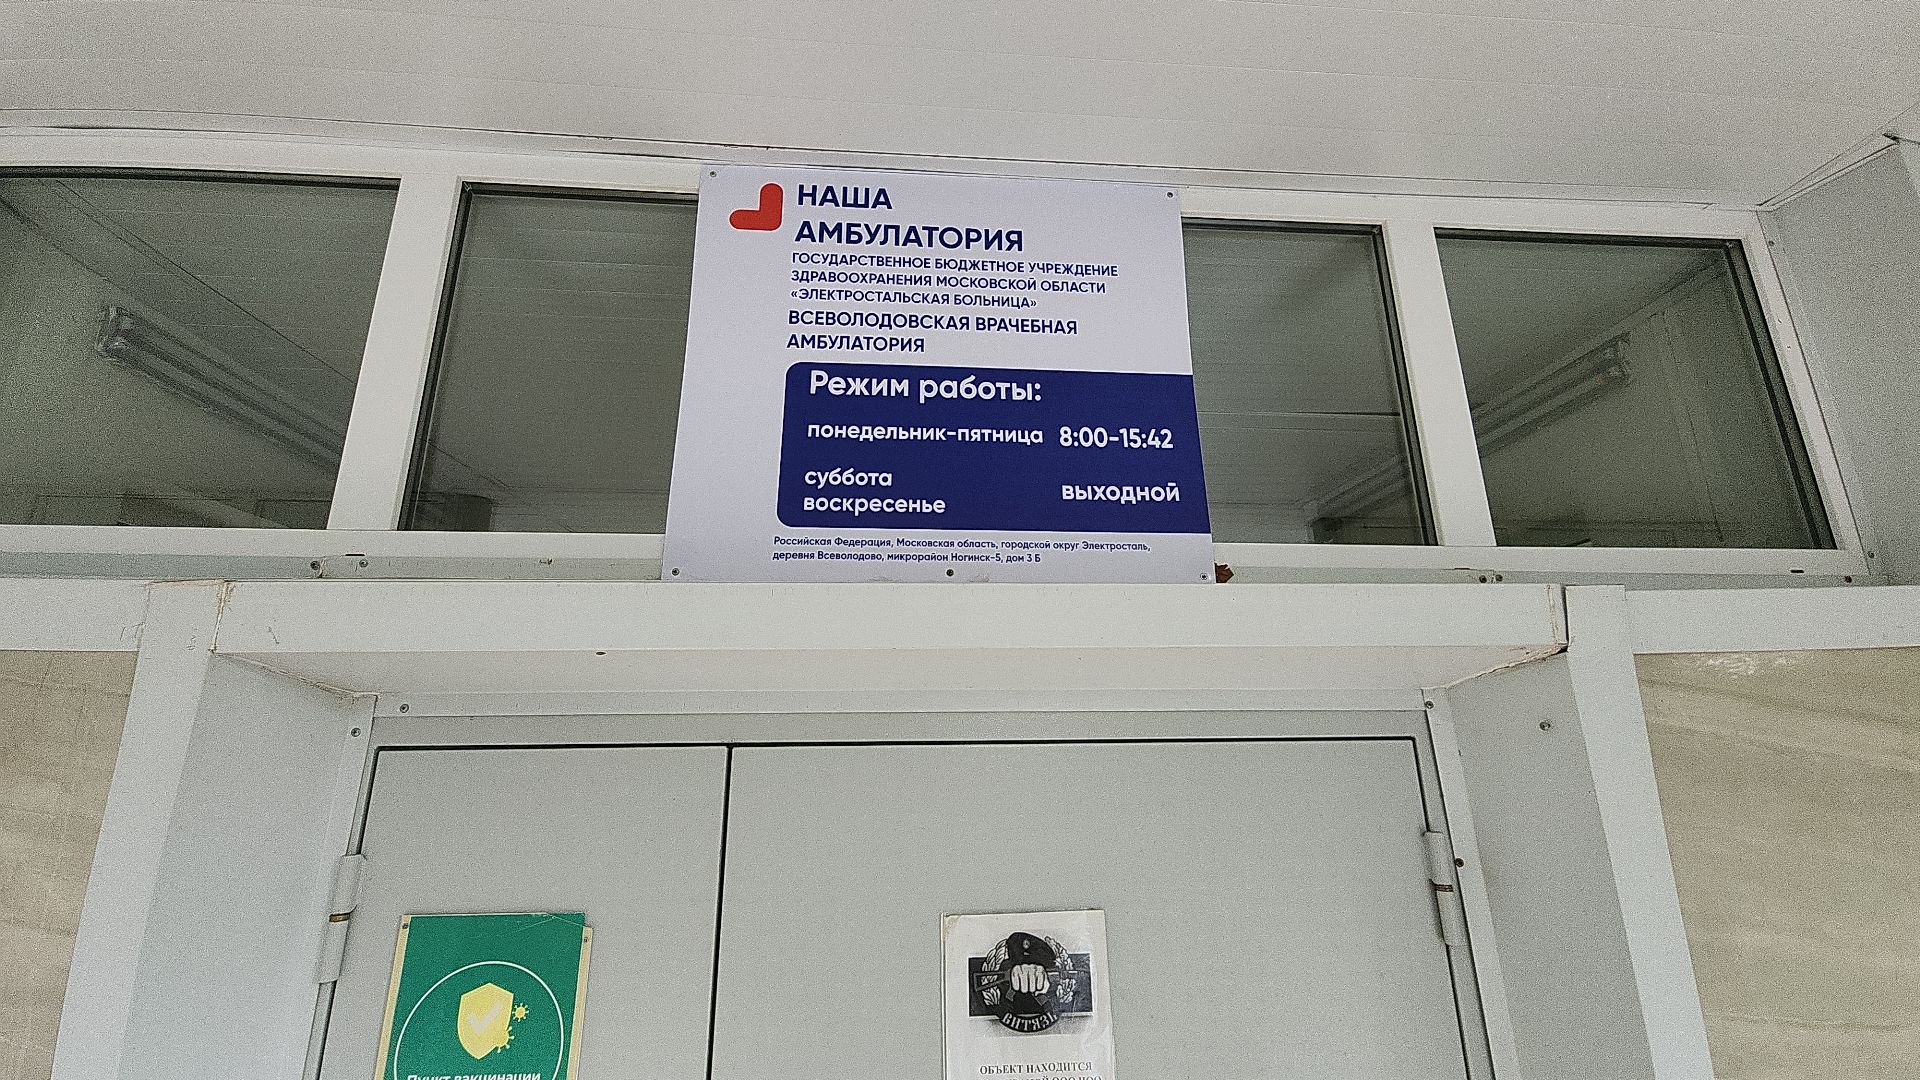 НАША
АМБУЛАТОРИЯ
ГОСУДАРСТВЕННОЕ БЮДЖЕТНОЕ УЧРЕЖДЕНИЕ
ЗДРАВООХРАНЕНИЯ МОСКОВСКОЙ ОБЛАСТИ
«ЭЛЕКТРОСТАЛЬСКАЯ БОЛЬНИЦА»
ВСЕВОЛОДОВСКАЯ ВРАЧЕБНАЯ
АМБУЛАТОРИЯ
Режим работы:
понедельник-пятница 8:00-15:42
суббота
воскресенье выходной
Российская Федерация, Московская область, городской округ Электросталь,
деревня Всеволодово, микрорайон Ногинск-5, дом 3 Б
Пункт вакцинации
ВИТЯЗЬ
ОБЪЕКТ НАХОДИТСЯ